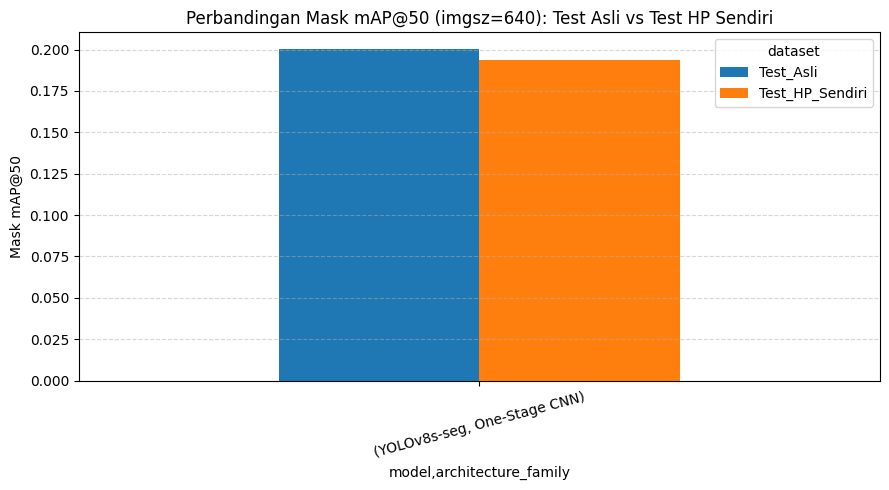 Perbandingan Mask mAP@50 (imgsz=640): Test Asli vs Test HP Sendiri
dataset
Test_Asli
Test_HP_Sendiri
Mask mAP@50
0.200
0.175
0.150
0.125
0.100
0.075
0.050
0.025
0.000
(YOLOv8s-seg, One-Stage CNN)
model,architecture_family